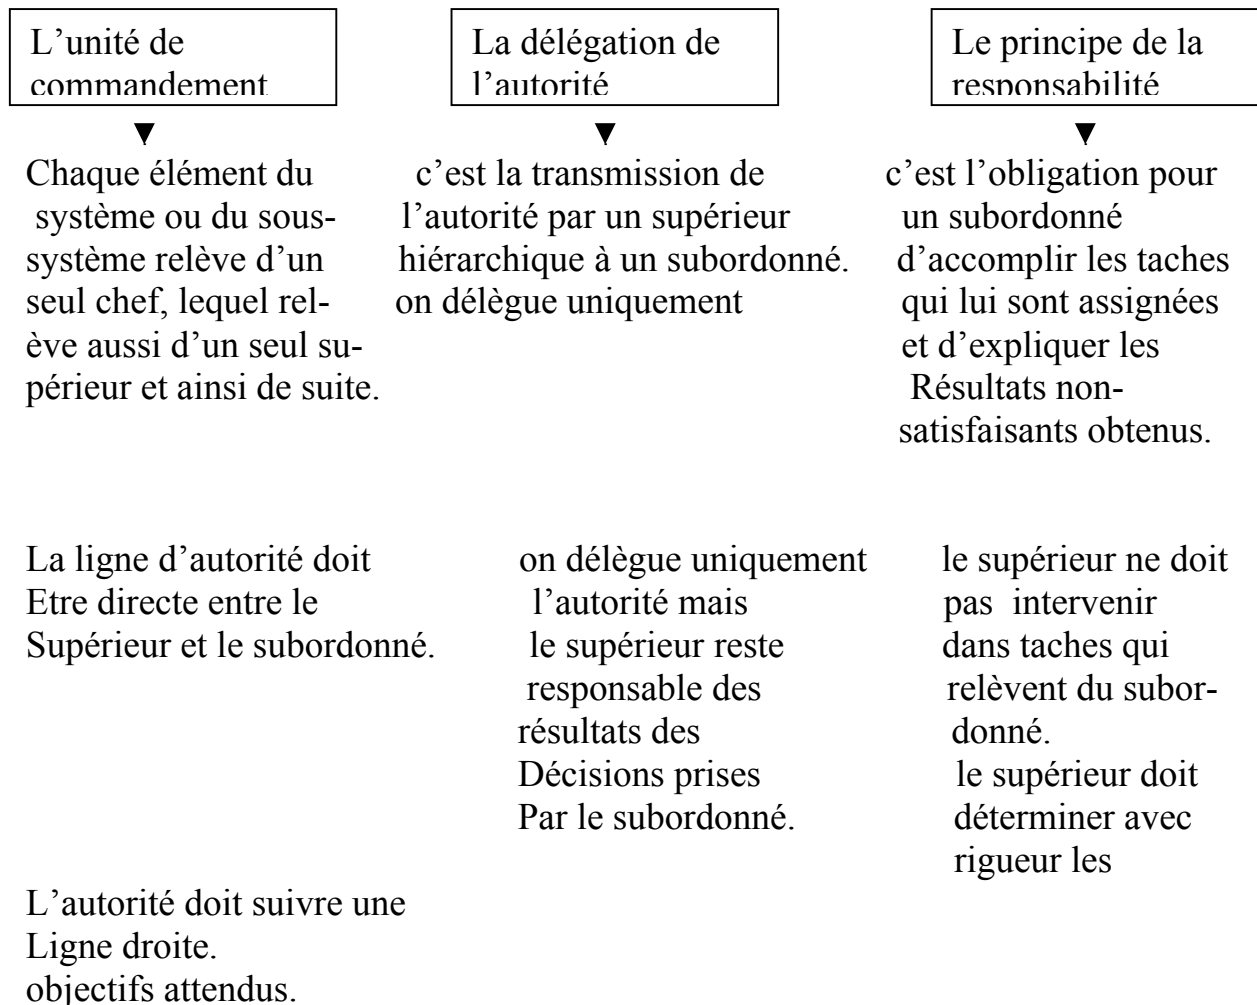 L’unité de
commandement
La délégation de
l’autorité
Le principe de la
responsabilité
Chaque élément du
système ou du sous-
système relève d’un
seul chef, lequel rel-
ève aussi d’un seul su-
périeur et ainsi de suite.
c’est la transmission de
l’autorité par un supérieur
hiérarchique à un subordonné.
on délègue uniquement
c’est l’obligation pour
un subordonné
d’accomplir les taches
qui lui sont assignées
et d’expliquer les
Résultats non-
satisfaisants obtenus.
La ligne d’autorité doit
Etre directe entre le
Supérieur et le subordonné.
on délègue uniquement
l’autorité mais
le supérieur reste
responsable des
résultats des
Décisions prises
Par le subordonné.
le supérieur ne doit
pas intervenir
dans taches qui
relèvent du subor-
donné.
le supérieur doit
déterminer avec
rigueur les
L’autorité doit suivre une
Ligne droite.
objectifs attendus.